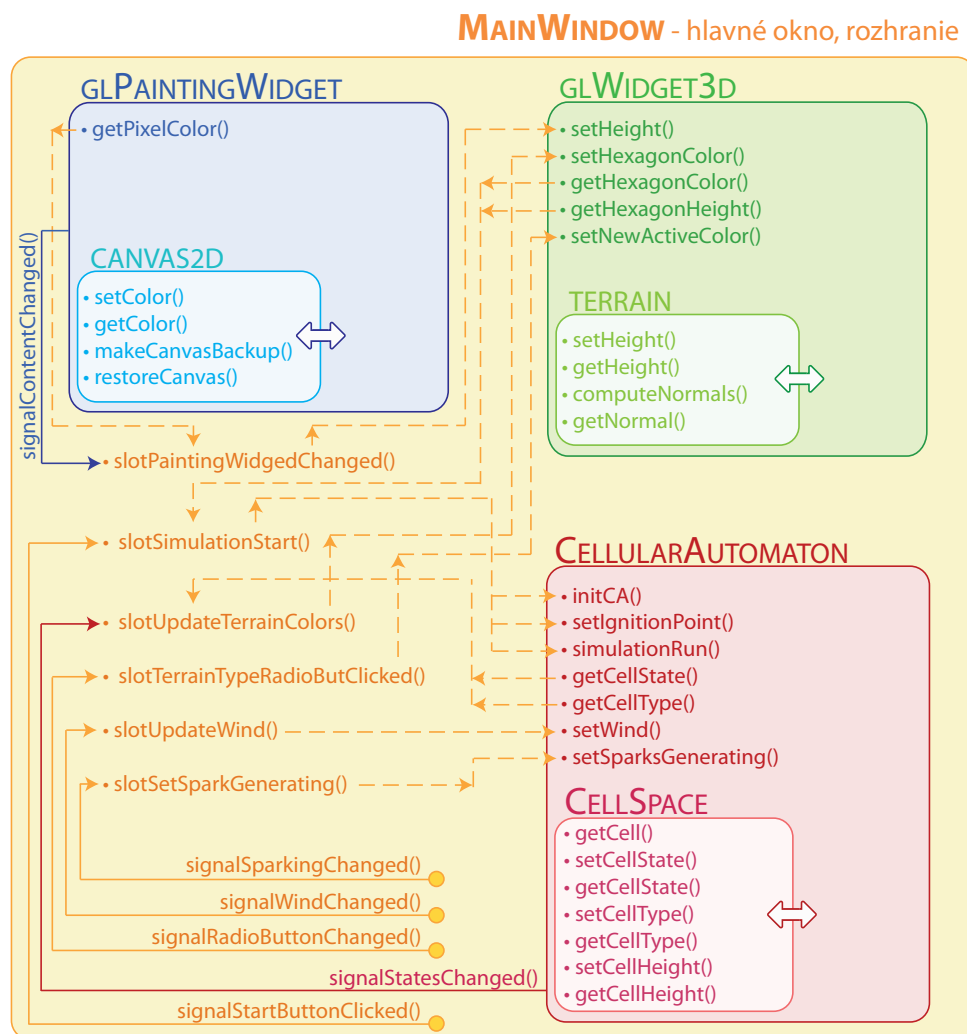 MainWindow - hlavné okno, rozhranie
glPaintingWidget
• getPixelColor()
signalContentChanged()
CANVAS2D
• setColor()
• getColor()
• makeCanvasBackup()
• restoreCanvas()
glWidget3D
• setHeight()
• setHexagonColor()
• getHexagonColor()
• getHexagonHeight()
• setNewActiveColor()
TERRAIN
• setHeight()
• getHeight()
• computeNormals()
• getNormal()
• slotPaintingWidgedChanged()
• slotSimulationStart()
• slotUpdateTerrainColors()
• slotTerrainTypeRadioButClicked()
• slotUpdateWind()
• slotSetSparkGenerating()
CellularAutomaton
• initCA()
• setIgnitionPoint()
• simulationRun()
• getCellState()
• getCellType()
• setWind()
• setSparksGenerating()
CellSpace
• getCell()
• setCellState()
• getCellState()
• setCellType()
• getCellType()
• setCellHeight()
• getCellHeight()
signalSparkingChanged()
signalWindChanged()
signalRadioButtonChanged()
signalStatesChanged()
signalStartButtonClicked()